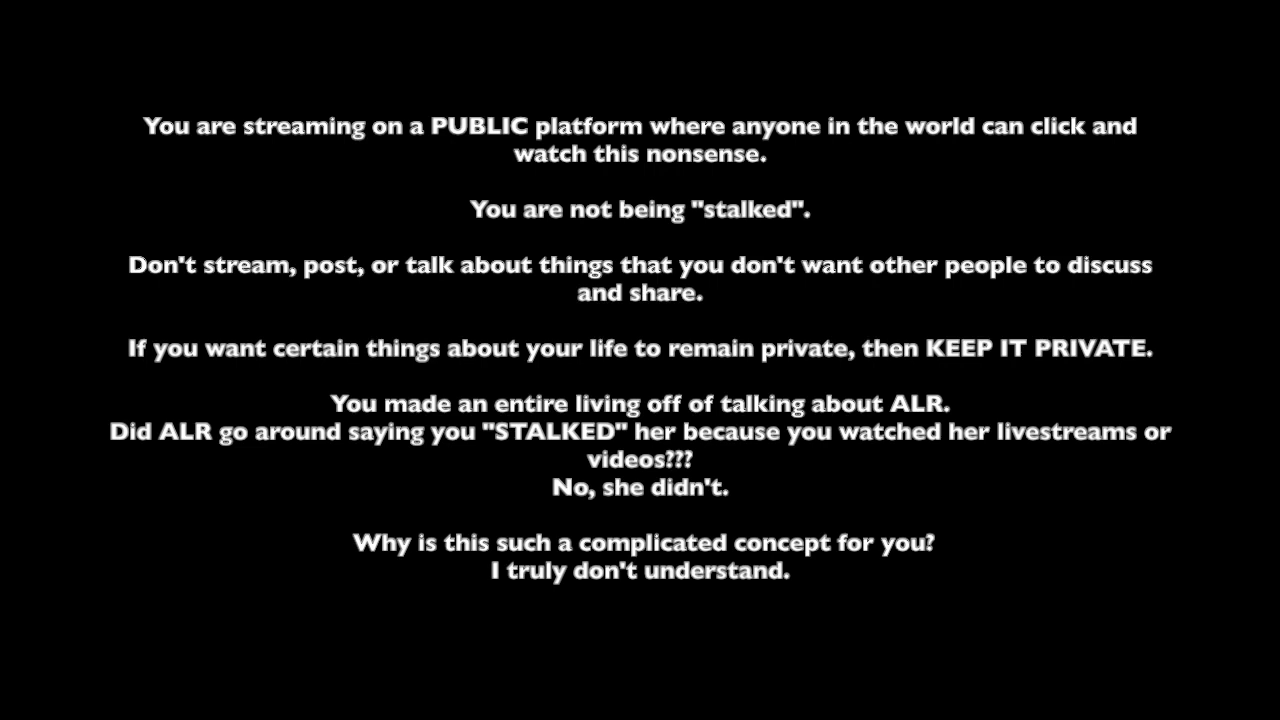 You are streaming on a PUBLIC platform where anyone in the world can click and
watch this nonsense.
You are not being "stalked".
Don't stream, post, or talk about things that you don't want other people to discuss
and share.
If you want certain things about your life to remain private, then KEEP IT PRIVATE.
You made an entire living off of talking about ALR.
Did ALR go around saying you "STALKED" her because you watched her livestreams or
videos???
No, she didn't.
Why is this such a complicated concept for you?
I truly don't understand.